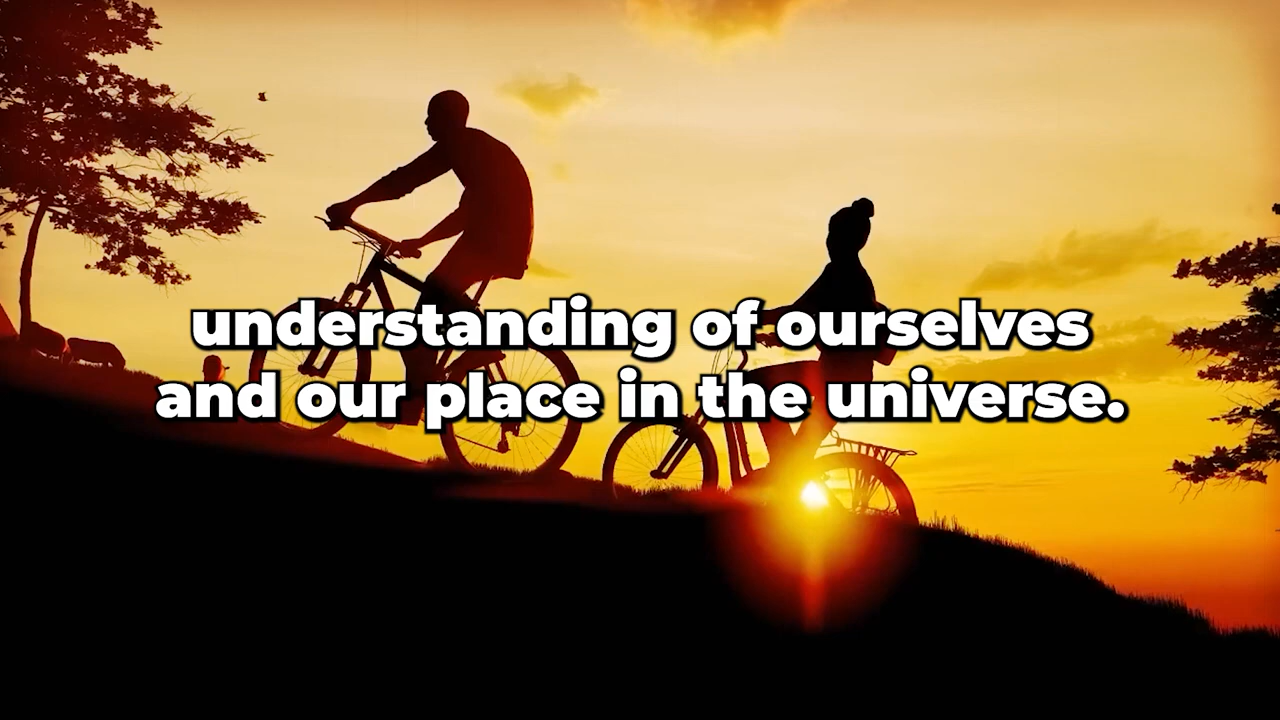 understanding of ourselves
and our place in the universe.